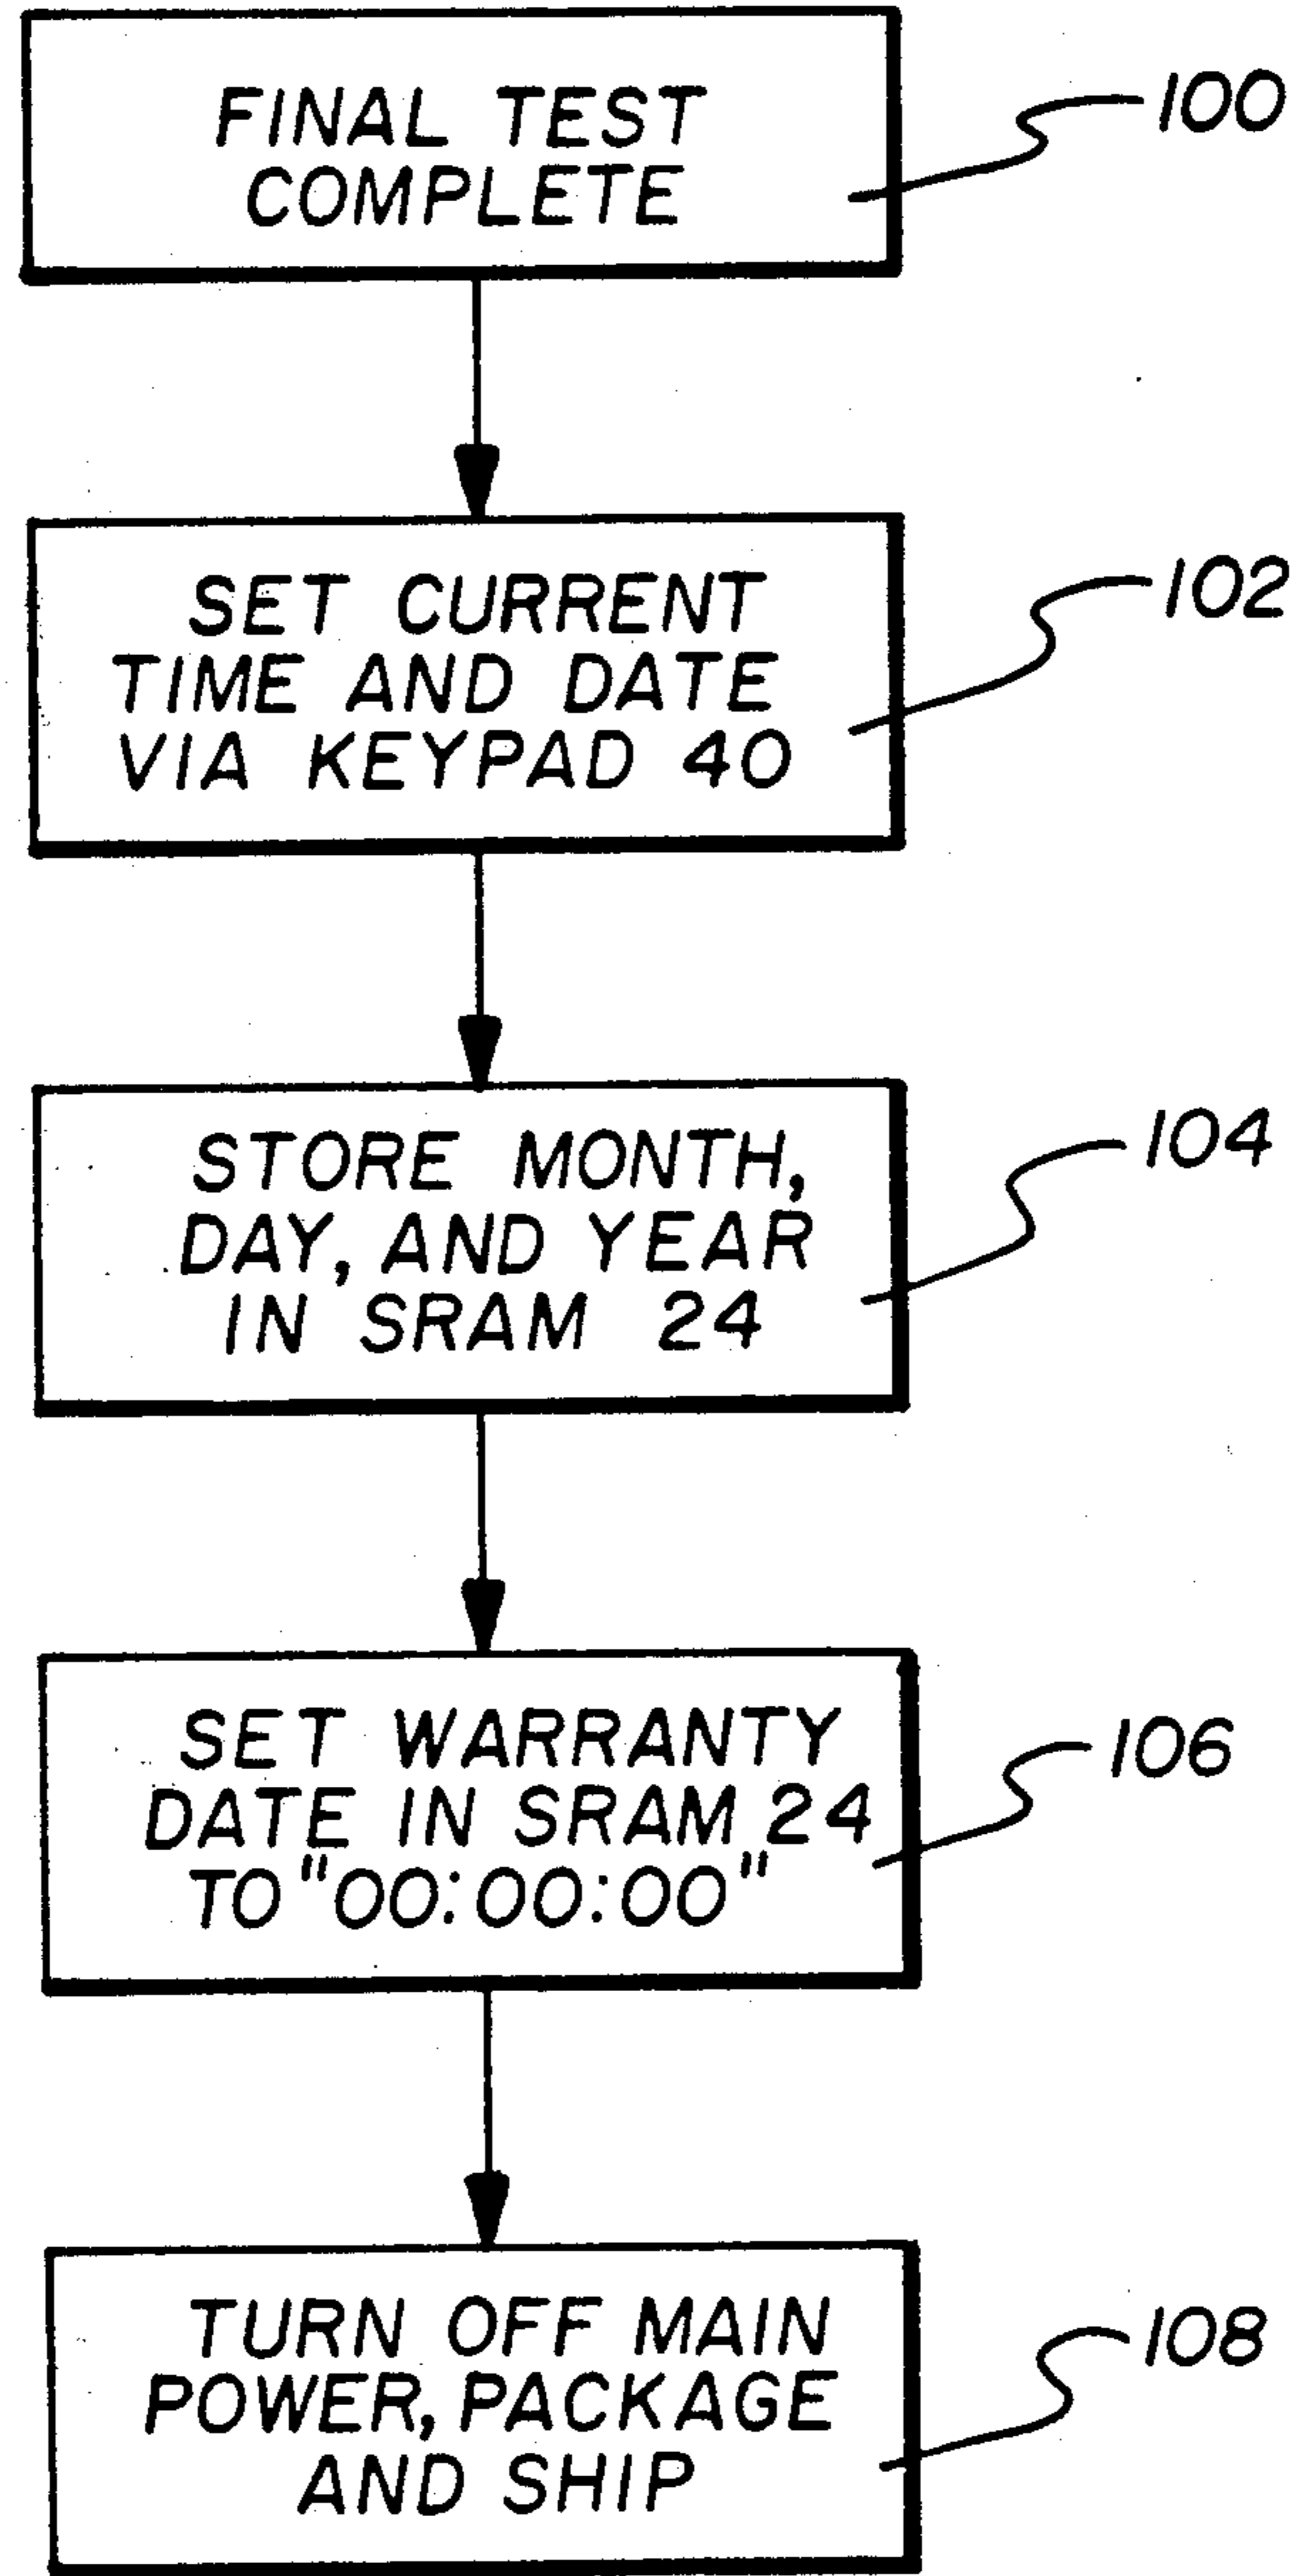 FINAL TEST
COMPLETE
100
SET CURRENT
TIME AND DATE
VIA KEYPAD 40
102
STORE MONTH,
DAY, AND YEAR
IN SRAM 24
104
SET WARRANTY
DATE IN SRAM 24
TO "00:00:00"
106
TURN OFF MAIN
POWER, PACKAGE
AND SHIP
108